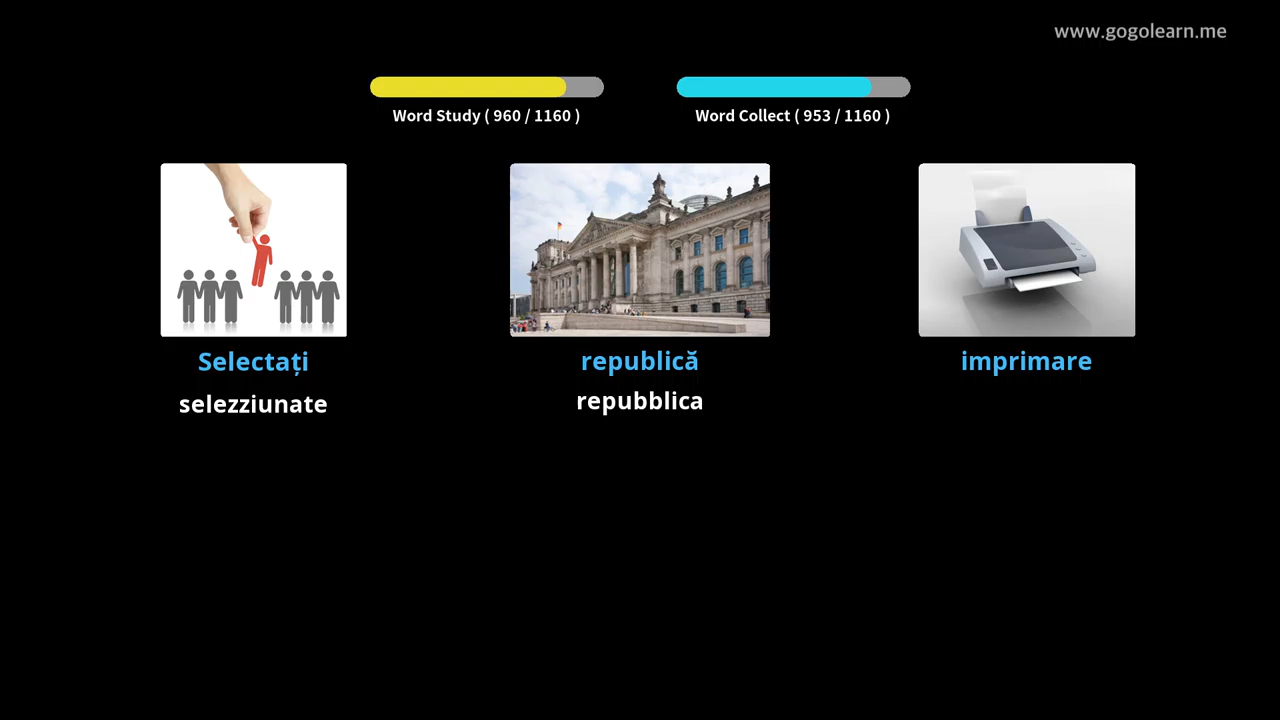 www.gogolearn.me
Word Study ( 960 / 1160 )
Word Collect ( 953 / 1160 )
Selectați
republică
imprimare
selezziunate
repubblica